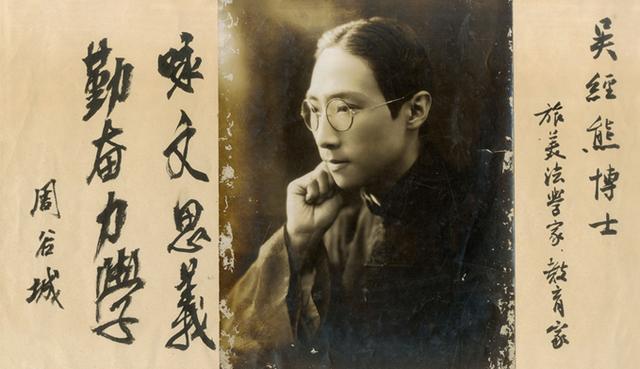 吴經熊博士
旅美法学家、教育家
咏文思義
勤奋力學
周谷城